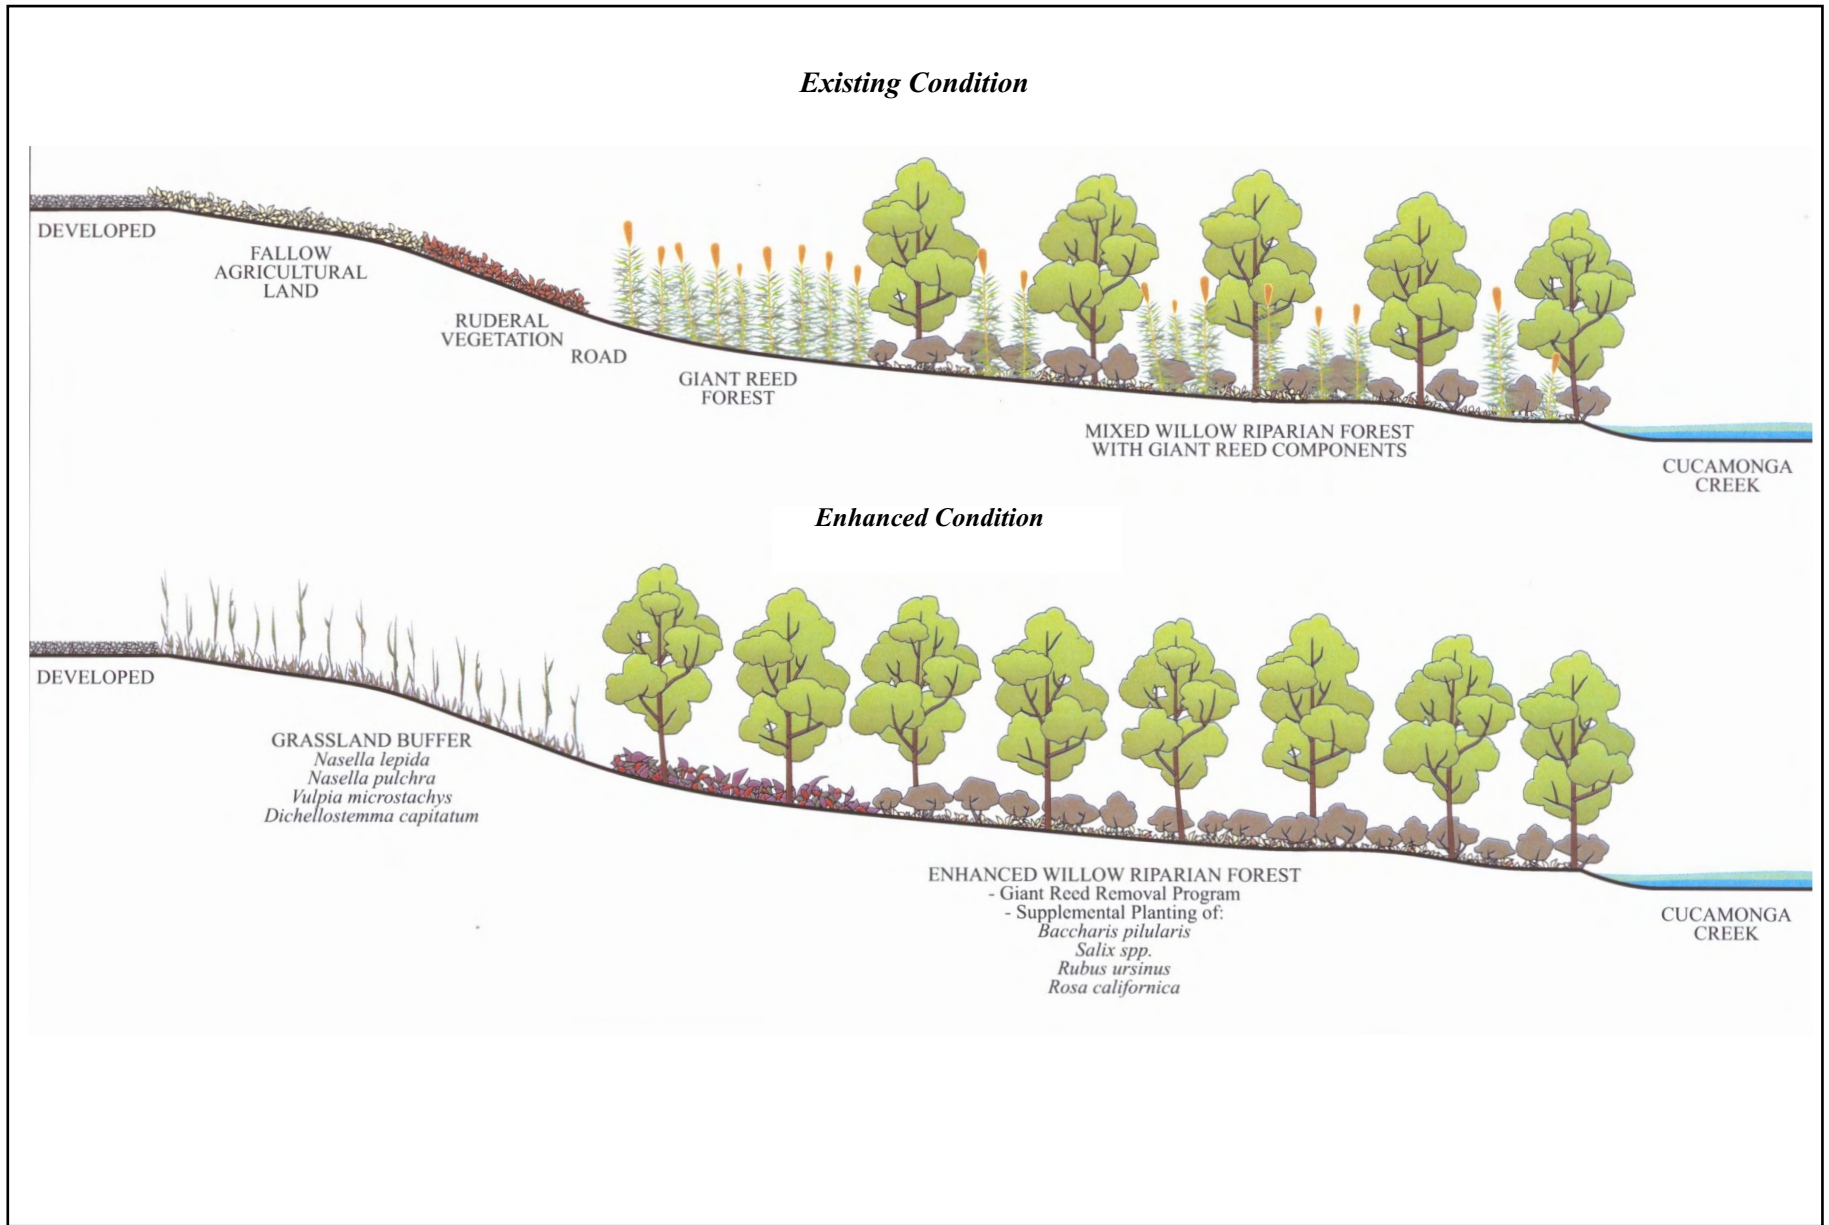 Existing Condition
DEVELOPED
FALLOW
AGRICULTURAL
LAND
RUDERAL
VEGETATION
ROAD
GIANT REED
FOREST
MIXED WILLOW RIPARIAN FOREST
WITH GIANT REED COMPONENTS
CUCAMONGA
CREEK
Enhanced Condition
DEVELOPED
GRASSLAND BUFFER
Nasella lepida
Nasella pulchra
Vulpia microstachys
Dichellostemma capitatum
ENHANCED WILLOW RIPARIAN FOREST
- Giant Reed Removal Program
- Supplemental Planting of:
Baccharis pilularis
Salix spp.
Rubus ursinus
Rosa californica
CUCAMONGA
CREEK